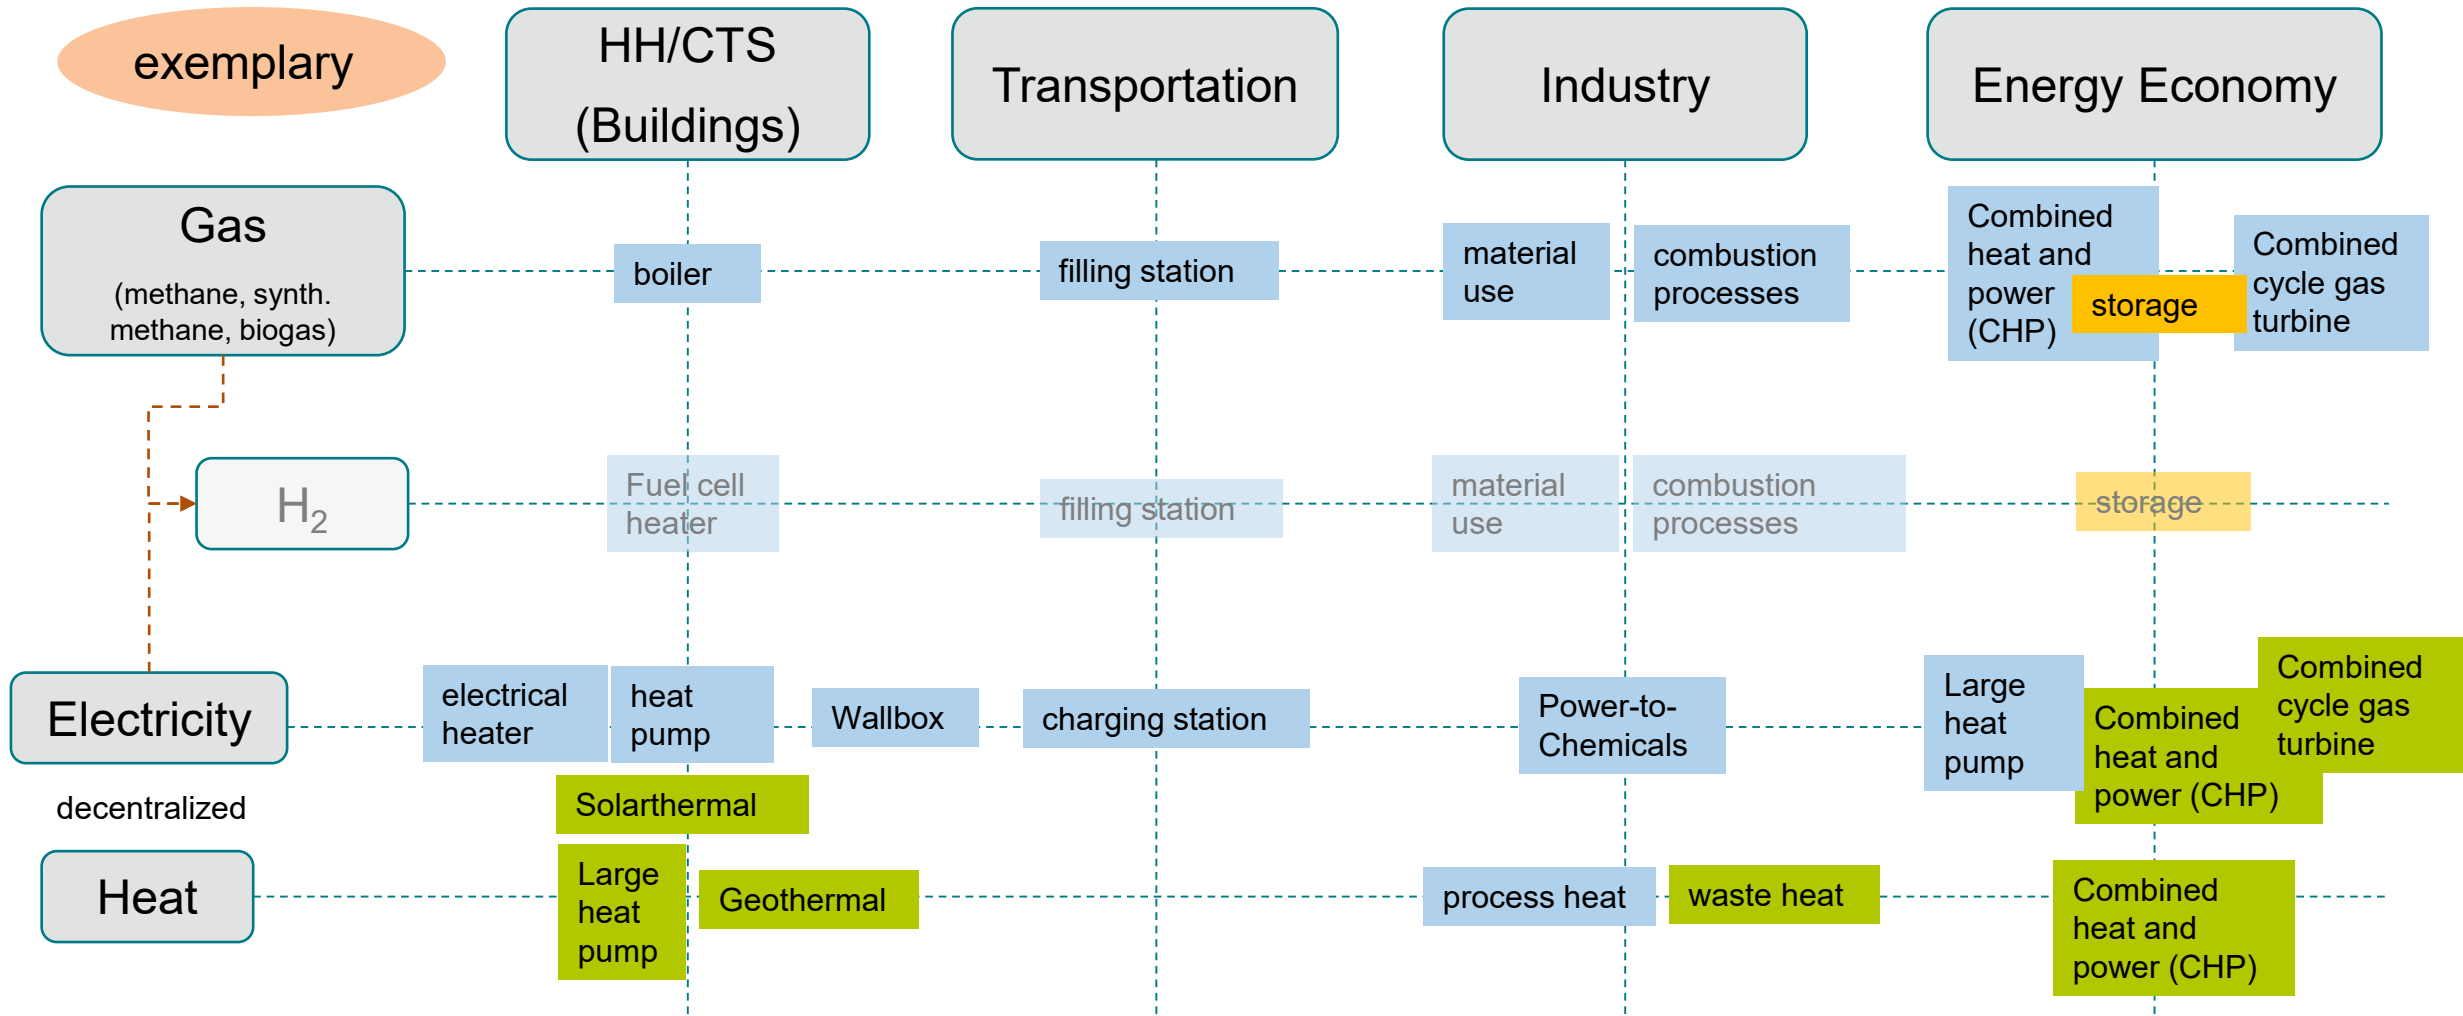 exemplary
HH/CTS
(Buildings)
Transportation
Industry
Energy Economy
Gas
(methane, synth.
methane, biogas)
boiler
filling station
material
use
combustion
processes
Combined
heat and
power
(CHP)
storage
Combined
cycle gas
turbine
H2
Fuel cell
heater
filling station
material
use
combustion
processes
storage
Electricity
electrical
heater
heat
pump
Wallbox
charging station
Power-to-
Chemicals
Large
heat
pump
Combined
heat and
power (CHP)
Combined
cycle gas
turbine
decentralized
Solarthermal
Heat
Large
heat
pump
Geothermal
process heat
waste heat
Combined
heat and
power (CHP)